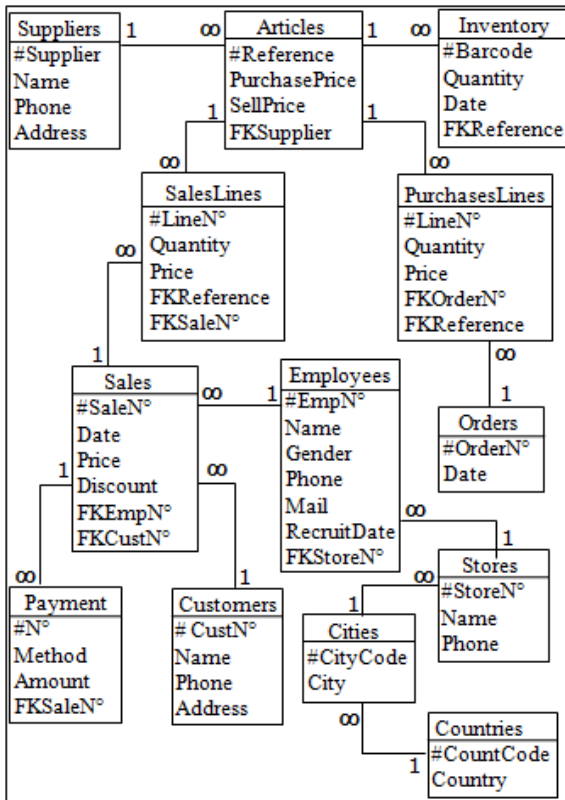 Suppliers
#Supplier
Name
Phone
Address
1
∞
Articles
#Reference
PurchasePrice
SellPrice
FKSupplier
1
∞
Inventory
#Barcode
Quantity
Date
FKReference
1
∞
1
∞
SalesLines
#LineN°
Quantity
Price
FKReference
FKSaleN°
PurchasesLines
#LineN°
Quantity
Price
FKOrderN°
FKReference
∞
1
∞
1
Sales
#SaleN°
Date
Price
Discount
FKEmpN°
FKCustN°
∞
1
Employees
#EmpN°
Name
Gender
Phone
Mail
RecruitDate
FKStoreN°
Orders
#OrderN°
Date
1
∞
∞
1
∞
1
Payment
#N°
Method
Amount
FKSaleN°
Customers
# CustN°
Name
Phone
Address
Stores
#StoreN°
Name
Phone
∞
1
Cities
#CityCode
City
∞
1
Countries
#CountCode
Country